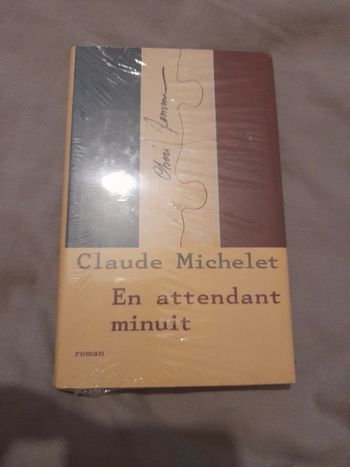 Claude Michelet
En attendant
minuit
roman